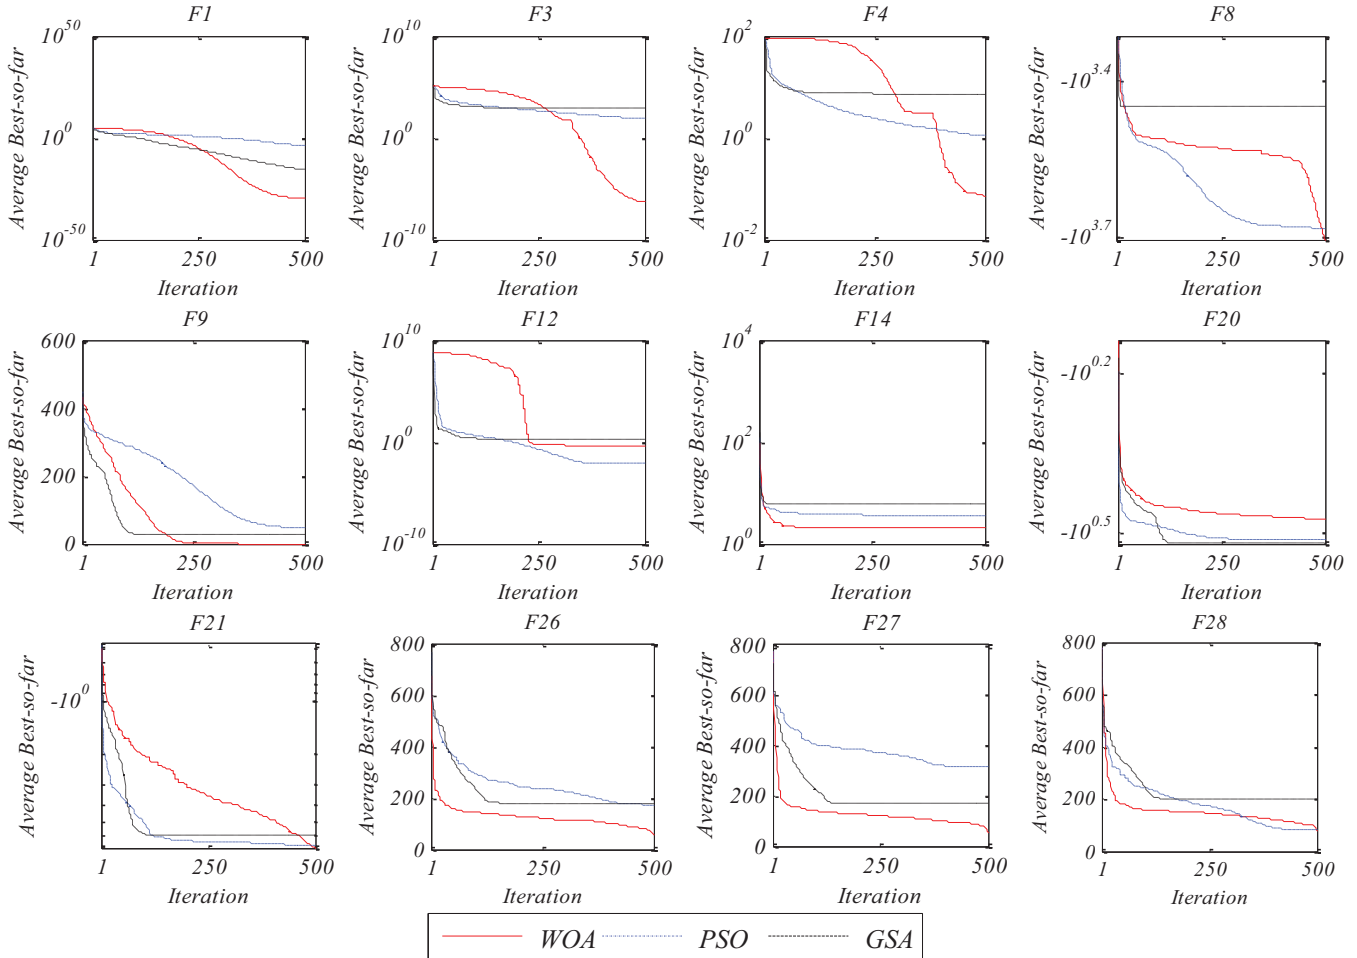 F1
F3
F4
F8
Average Best-so-far
10^50
10^0
10^-50
1
250
500
Iteration
Average Best-so-far
10^10
10^0
10^-10
1
250
500
Iteration
Average Best-so-far
10^2
10^0
10^-2
1
250
500
Iteration
Average Best-so-far
-10^3.4
-10^3.7
1
250
500
Iteration
F9
F12
F14
F20
Average Best-so-far
600
400
200
0
1
250
500
Iteration
Average Best-so-far
10^10
10^0
10^-10
1
250
500
Iteration
Average Best-so-far
10^4
10^2
10^0
1
250
500
Iteration
Average Best-so-far
-10^0.2
-10^0.5
1
250
500
Iteration
F21
F26
F27
F28
Average Best-so-far
-10^0
1
250
500
Iteration
Average Best-so-far
800
600
400
200
0
1
250
500
Iteration
Average Best-so-far
800
600
400
200
0
1
250
500
Iteration
Average Best-so-far
800
600
400
200
0
1
250
500
Iteration
WOA PSO GSA